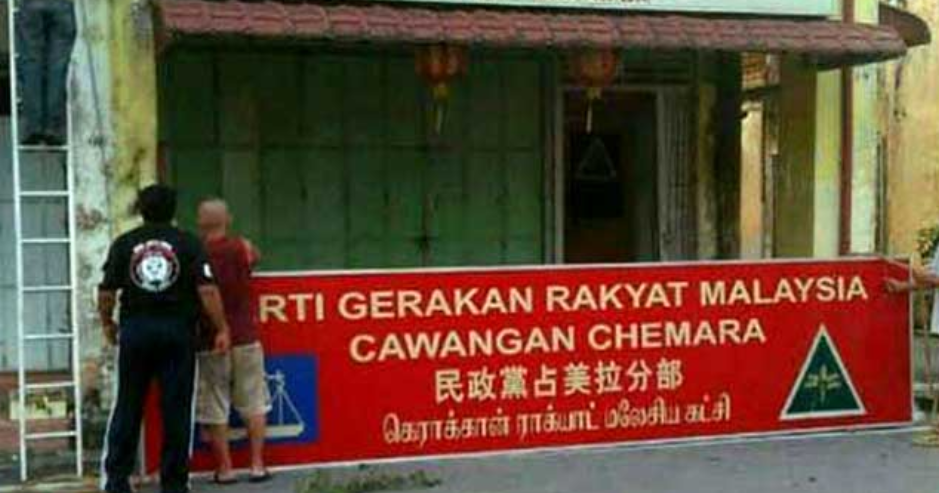 RTI GERAKAN RAKYAT MALAYSIA
CAWANGAN CHEMARA
民政黨占美拉分部
கெராக்கான் ராக்யாட் மலேசிய கட்சி